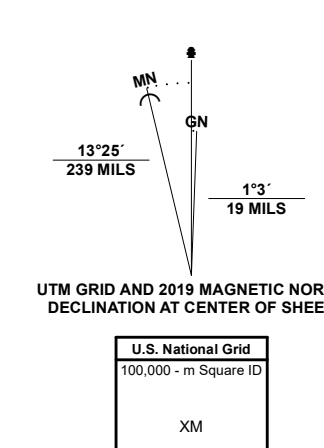 MN
GN
13°25´
239 MILS
1°3´
19 MILS
UTM GRID AND 2019 MAGNETIC NOR
DECLINATION AT CENTER OF SHEE
U.S. National Grid
100,000 - m Square ID
XM